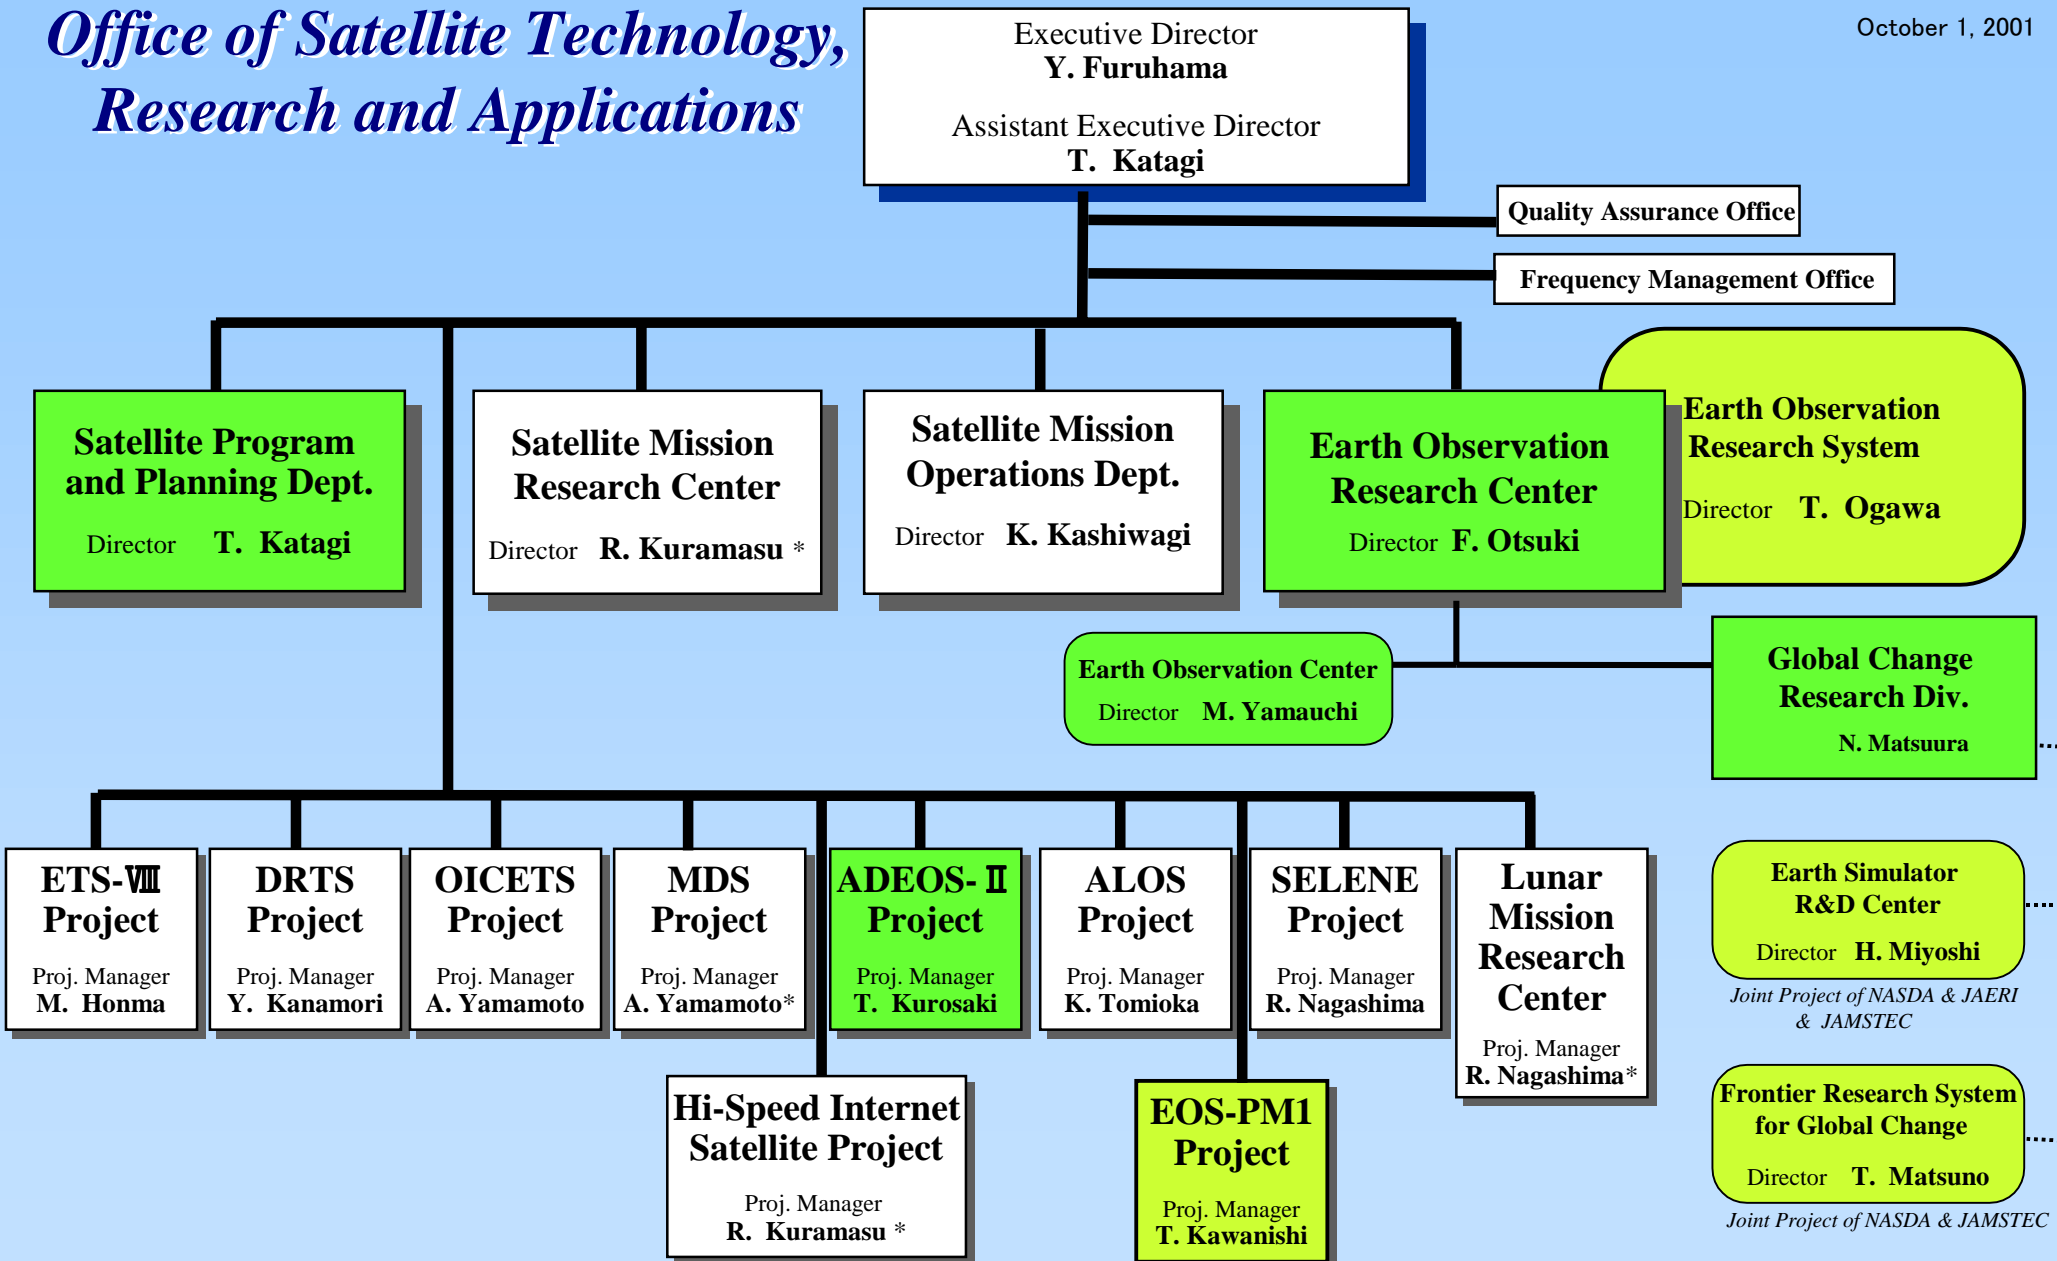 Office of Satellite Technology,
Research and Applications
October 1, 2001
Executive Director
Y. Furuhama
Assistant Executive Director
T. Katagi
Quality Assurance Office
Frequency Management Office
Satellite Program
and Planning Dept.
Director T. Katagi
Satellite Mission
Research Center
Director R. Kuramasu *
Satellite Mission
Operations Dept.
Director K. Kashiwagi
Earth Observation
Research Center
Director F. Otsuki
Earth Observation
Research System
Director T. Ogawa
Earth Observation Center
Director M. Yamauchi
Global Change
Research Div.
N. Matsuura
ETS-Ⅷ
Project
Proj. Manager
M. Honma
DRTS
Project
Proj. Manager
Y. Kanamori
OICETS
Project
Proj. Manager
A. Yamamoto
MDS
Project
Proj. Manager
A. Yamamoto*
ADEOS-Ⅱ
Project
Proj. Manager
T. Kurosaki
ALOS
Project
Proj. Manager
K. Tomioka
SELENE
Project
Proj. Manager
R. Nagashima
Lunar
Mission
Research
Center
Proj. Manager
R. Nagashima*
Hi-Speed Internet
Satellite Project
Proj. Manager
R. Kuramasu *
EOS-PM1
Project
Proj. Manager
T. Kawanishi
Earth Simulator
R&D Center
Director H. Miyoshi
Joint Project of NASDA & JAERI
& JAMSTEC
Frontier Research System
for Global Change
Director T. Matsuno
Joint Project of NASDA & JAMSTEC